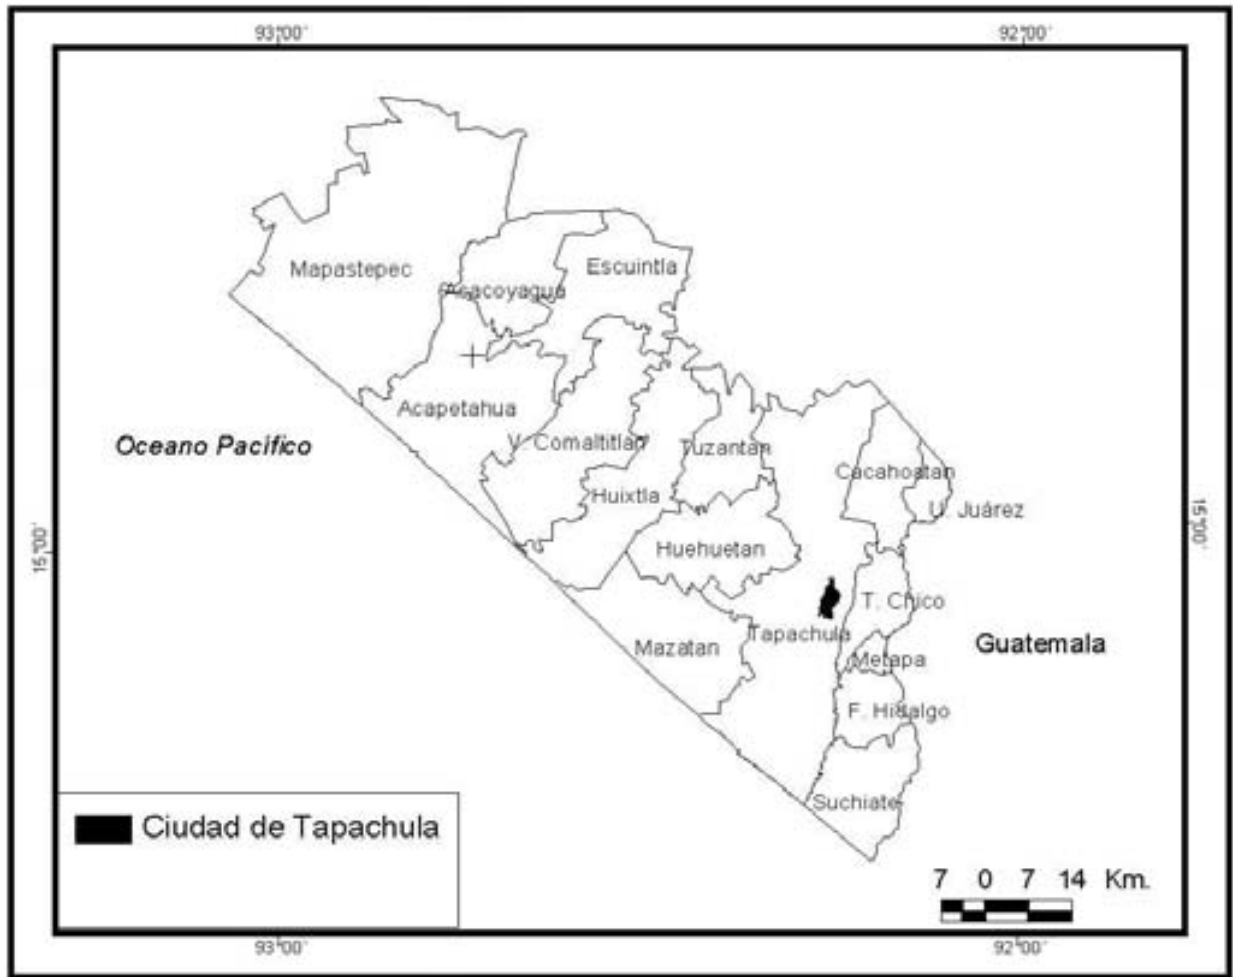 93°00´ 92°00´
Mapastepec
Escuintla
Acacoyagua
Acapetahua
Oceano Pacífico
V. Comaltitlan
Tuzantan
Cacahoatan
Huixtla
U. Juárez
15°00´ 15°00´
Huehuetan
T. Chico
Tapachula
Mazatan
Guatemala
Metapa
F. Hidalgo
Suchiate
Ciudad de Tapachula
7 0 7 14 Km.
93°00´ 92°00´